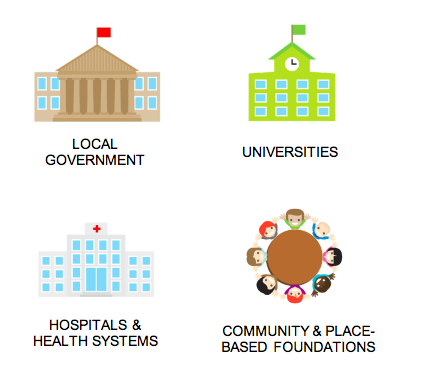 LOCAL
GOVERNMENT
UNIVERSITIES
HOSPITALS &
HEALTH SYSTEMS
COMMUNITY & PLACE-
BASED FOUNDATIONS